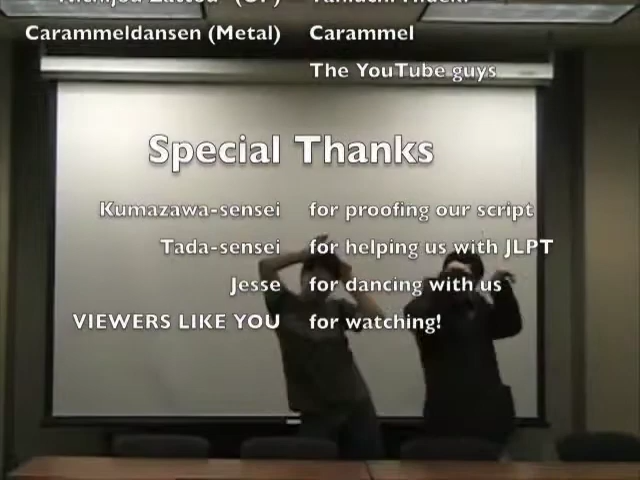 Carammeldansen (Metal) Carammel
The YouTube guys
Special Thanks
Kumazawa-sensei for proofing our script
Tada-sensei for helping us with JLPT
Jesse for dancing with us
VIEWERS LIKE YOU for watching!